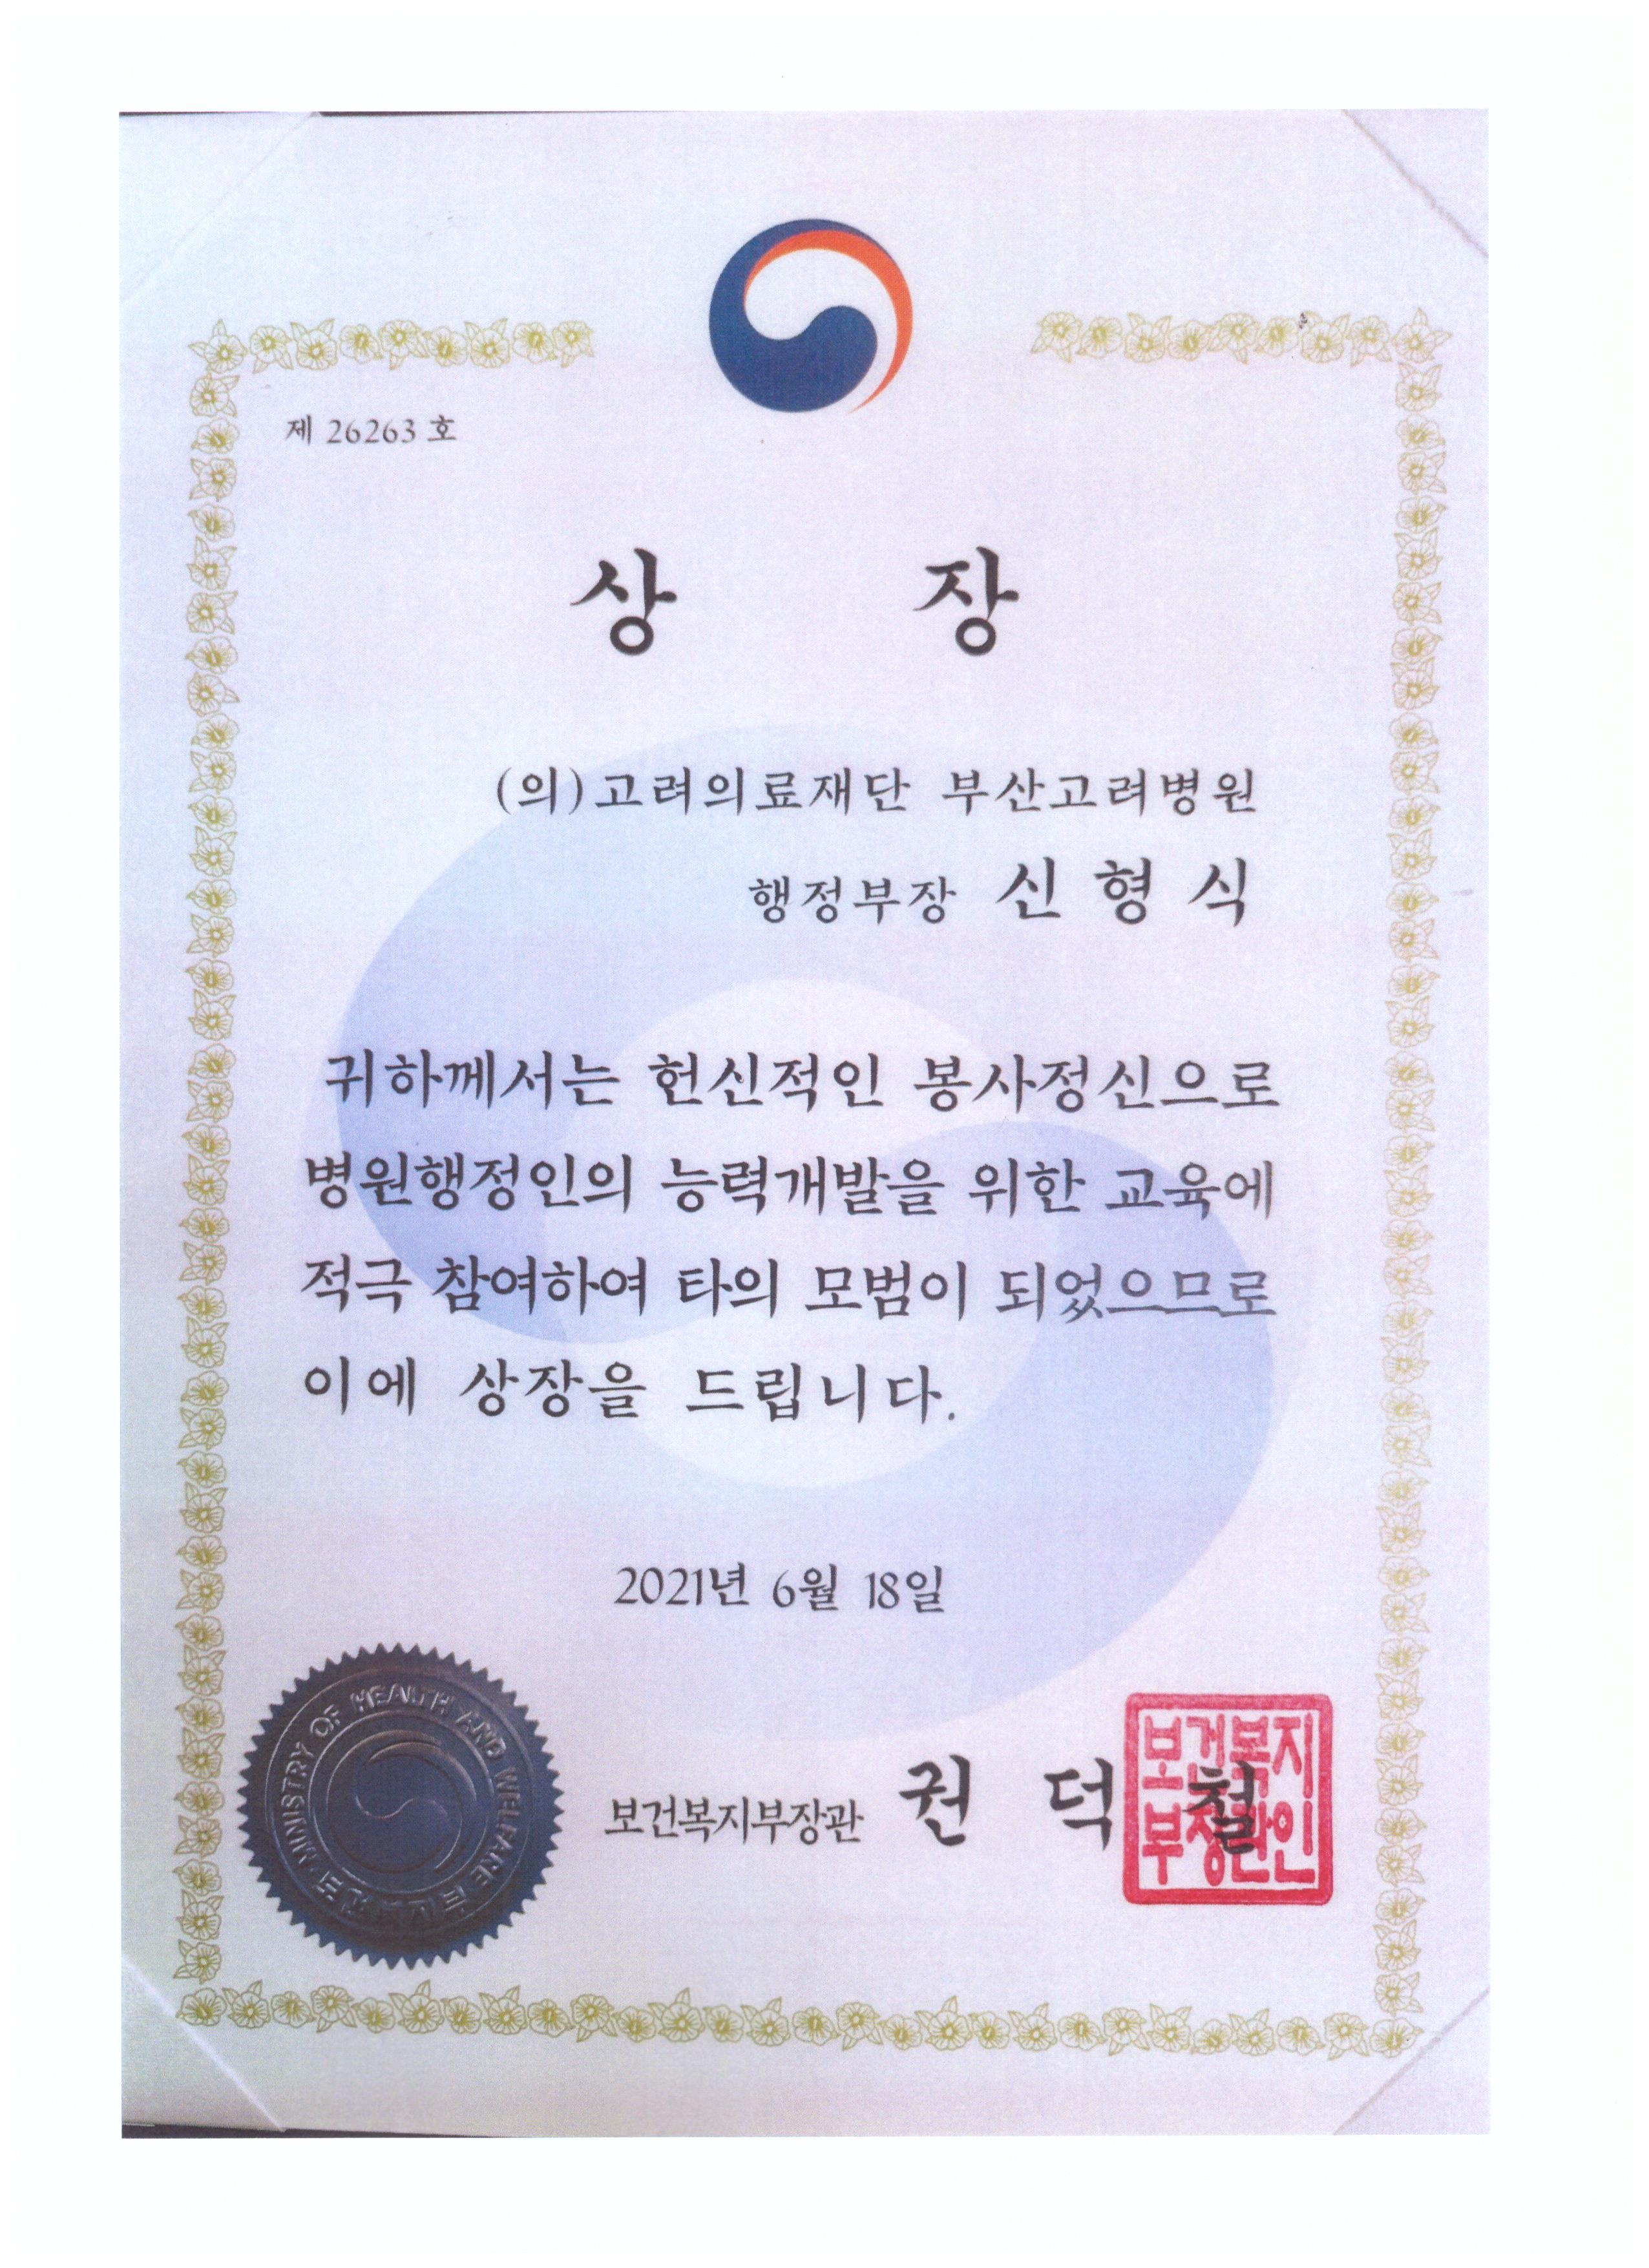 제 26263 호
상 장
(의)고려의료재단 부산고려병원
행정부장 신 형 식
귀하께서는 헌신적인 봉사정신으로
병원행정인의 능력개발을 위한 교육에
적극 참여하여 타의 모범이 되었으므로
이에 상장을 드립니다.
2021년 6월 18일
MINISTRY OF HEALTH AND WELFARE 보건복지부
보건복지부장관 권 덕 철
보건복지
부장관인